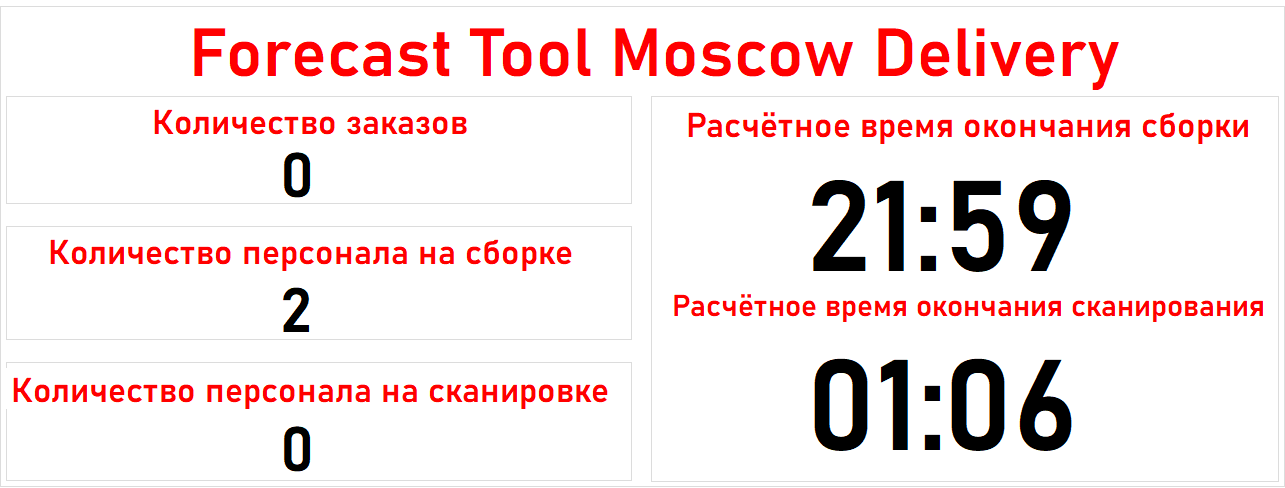 Forecast Tool Moscow Delivery
Количество заказов
0
Количество персонала на сборке
2
Количество персонала на сканировке
0
Расчётное время окончания сборки
21:59
Расчётное время окончания сканирования
01:06